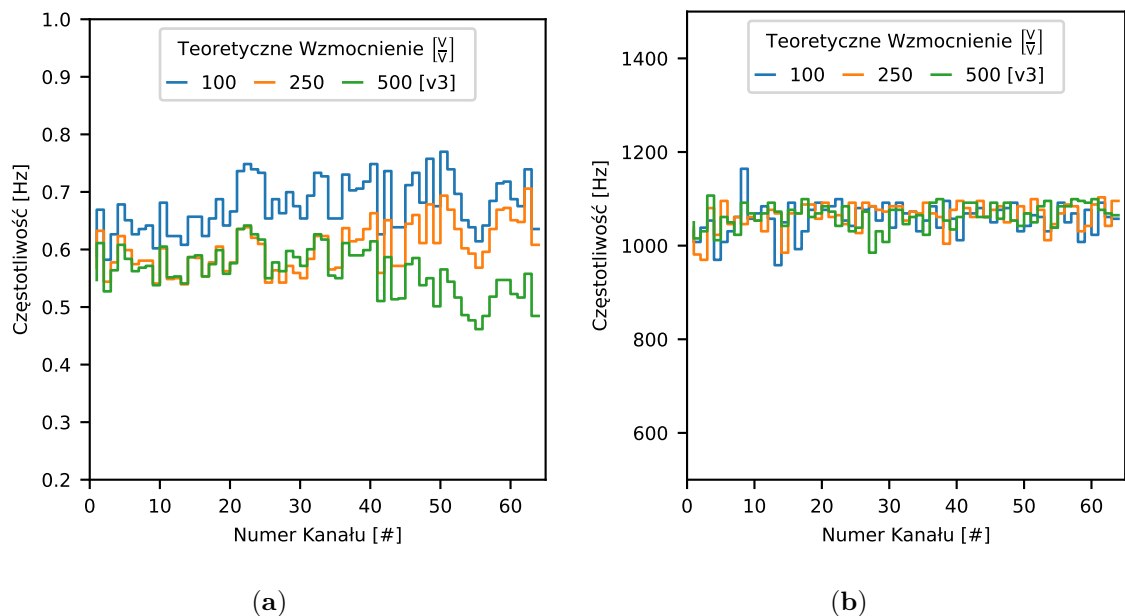 Teoretyczne Wzmocnienie [V/V]
100 250 500 [v3]
Częstotliwość [Hz]
1.0
0.9
0.8
0.7
0.6
0.5
0.4
0.3
0.2
0 10 20 30 40 50 60
Numer Kanału [#]
(a)
Teoretyczne Wzmocnienie [V/V]
100 250 500 [v3]
Częstotliwość [Hz]
1400
1200
1000
800
600
0 10 20 30 40 50 60
Numer Kanału [#]
(b)